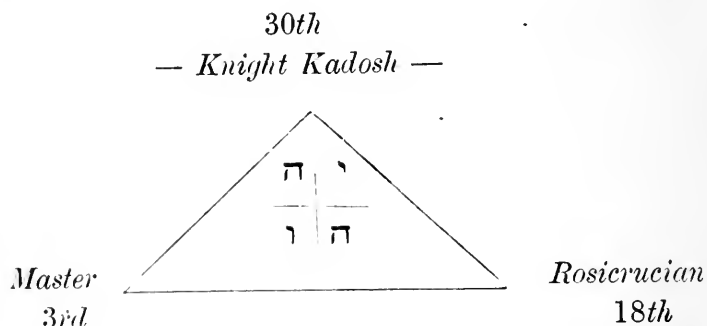 30th
— Knight Kadosh —
י ה
ה ו
Master
3rd
Rosicrucian
18th